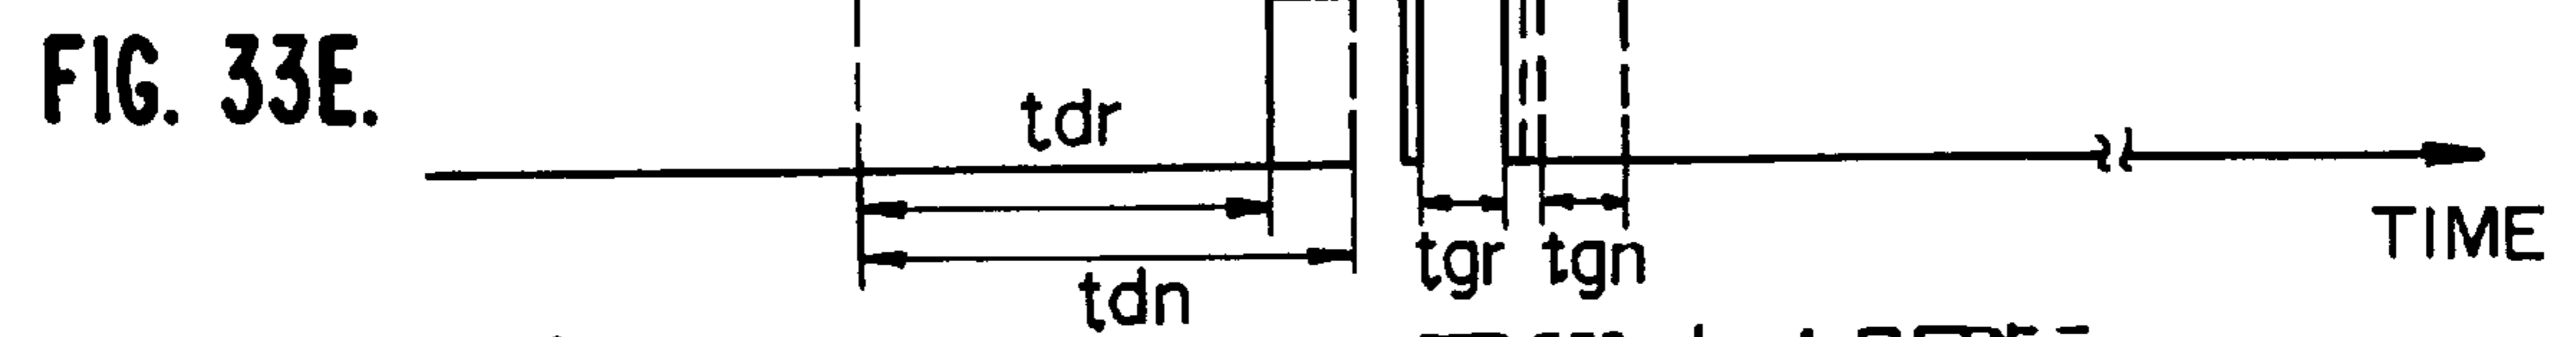 FIG. 33E.
tdr
tdn
tgr tgn
TIME